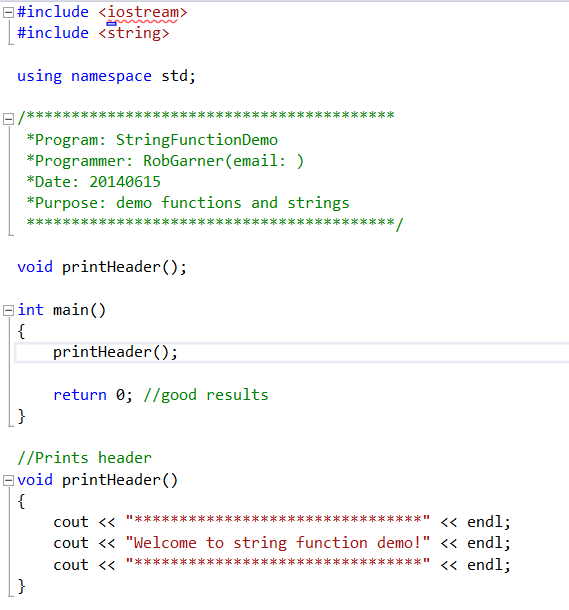 #include <iostream>
#include <string>
using namespace std;
/*****************************************
*Program: StringFunctionDemo
*Programmer: RobGarner(email: )
*Date: 20140615
*Purpose: demo functions and strings
*****************************************/
void printHeader();
int main()
{
printHeader();
return 0; //good results
}
//Prints header
void printHeader()
{
cout << "********************************" << endl;
cout << "Welcome to string function demo!" << endl;
cout << "********************************" << endl;
}